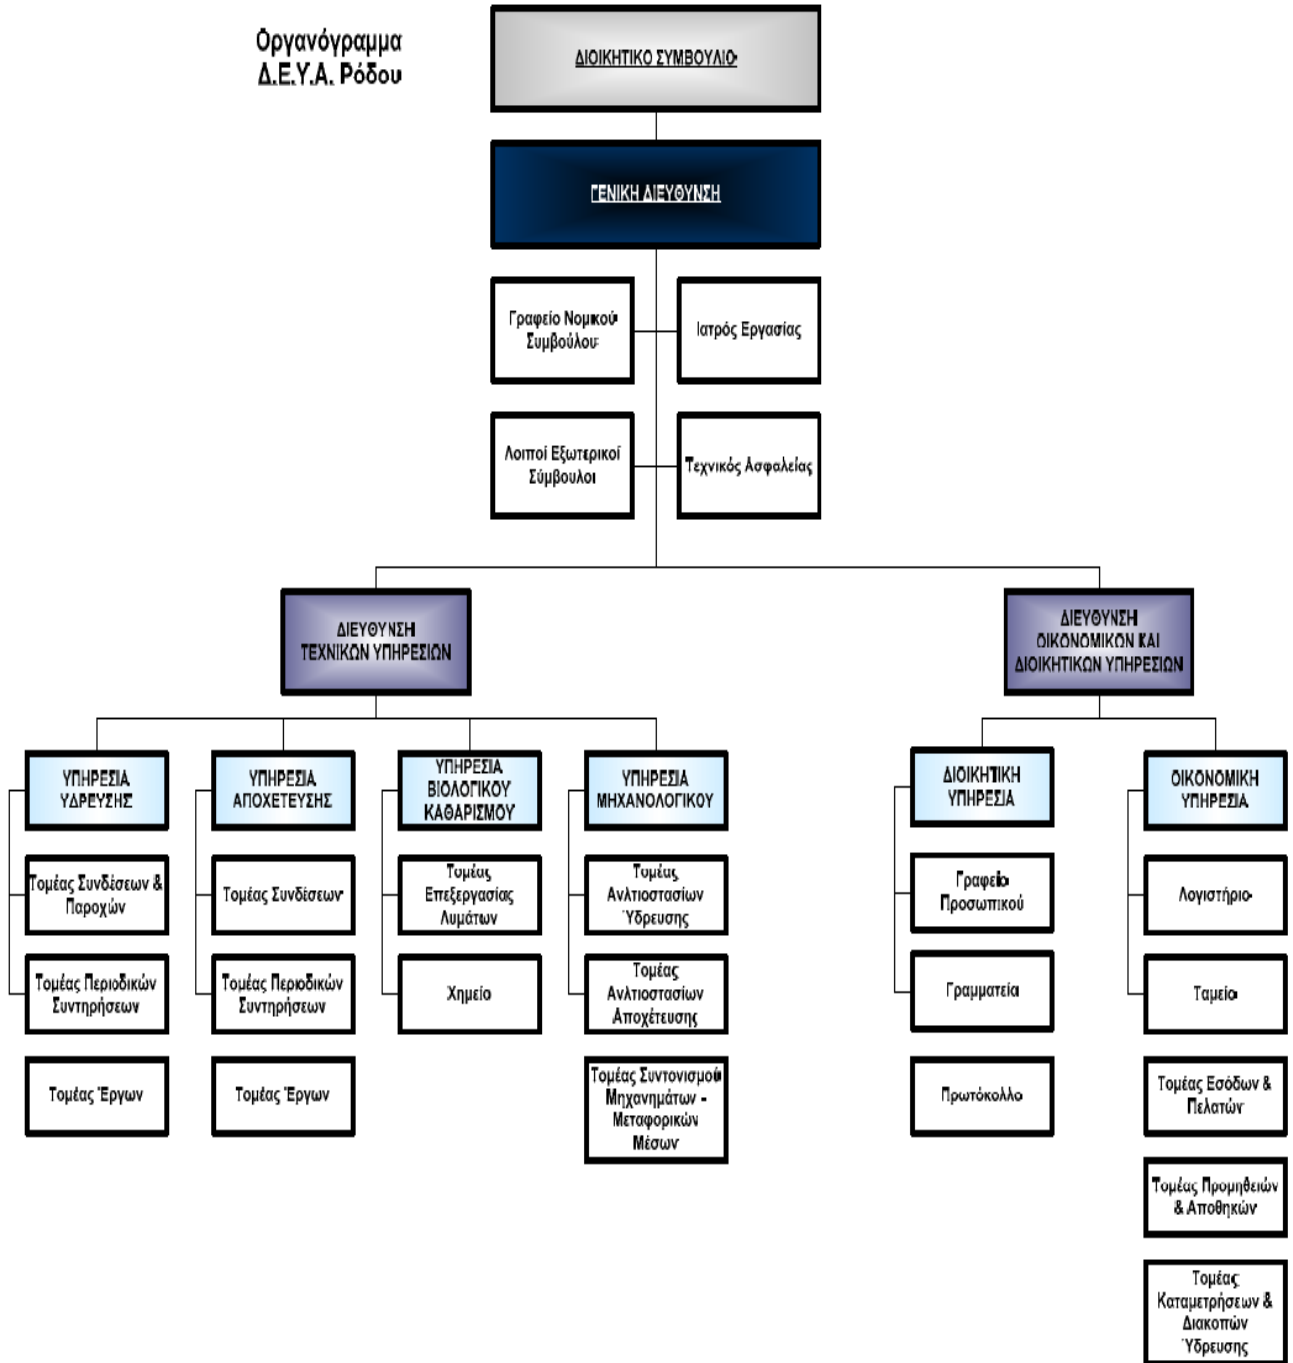 Οργανόγραμμα
Δ.Ε.Υ.Α. Ρόδου
ΔΙΟΙΚΗΤΙΚΟ ΣΥΜΒΟΥΛΙΟ
ΓΕΝΙΚΗ ΔΙΕΥΘΥΝΣΗ
Γραφείο Νομικού
Συμβούλου
Ιατρός Εργασίας
Λοιποί Εξωτερικοί
Σύμβουλοι
Τεχνικός Ασφαλείας
ΔΙΕΥΘΥΝΣΗ
ΤΕΧΝΙΚΩΝ ΥΠΗΡΕΣΙΩΝ
ΔΙΕΥΘΥΝΣΗ
ΟΙΚΟΝΟΜΙΚΩΝ ΚΑΙ
ΔΙΟΙΚΗΤΙΚΩΝ ΥΠΗΡΕΣΙΩΝ
ΥΠΗΡΕΣΙΑ
ΥΔΡΕΥΣΗΣ
ΥΠΗΡΕΣΙΑ
ΑΠΟΧΕΤΕΥΣΗΣ
ΥΠΗΡΕΣΙΑ
ΒΙΟΛΟΓΙΚΟΥ
ΚΑΘΑΡΙΣΜΟΥ
ΥΠΗΡΕΣΙΑ
ΜΗΧΑΝΟΛΟΓΙΚΟΥ
ΔΙΟΙΚΗΤΙΚΗ
ΥΠΗΡΕΣΙΑ
ΟΙΚΟΝΟΜΙΚΗ
ΥΠΗΡΕΣΙΑ
Τομέας Συνδέσεων &
Παροχών
Τομέας Συνδέσεων
Τομέας
Επεξεργασίας
Λυμάτων
Τομέας
Ανλτιοστασίων
Ύδρευσης
Γραφείο
Προσωπικού
Λογιστήριο
Τομέας Περιοδικών
Συντηρήσεων
Τομέας Περιοδικών
Συντηρήσεων
Χημείο
Τομέας
Ανλτιοστασίων
Αποχέτευσης
Γραμματεία
Ταμείο
Τομέας Έργων
Τομέας Έργων
Τομέας Συντονισμού
Μηχανημάτων -
Μεταφορικών
Μέσων
Πρωτόκολλο
Τομέας Εσόδων &
Πελατών
Τομέας Προμηθειών
& Αποθηκών
Τομέας
Καταμετρήσεων &
Διακοπών
Ύδρευσης